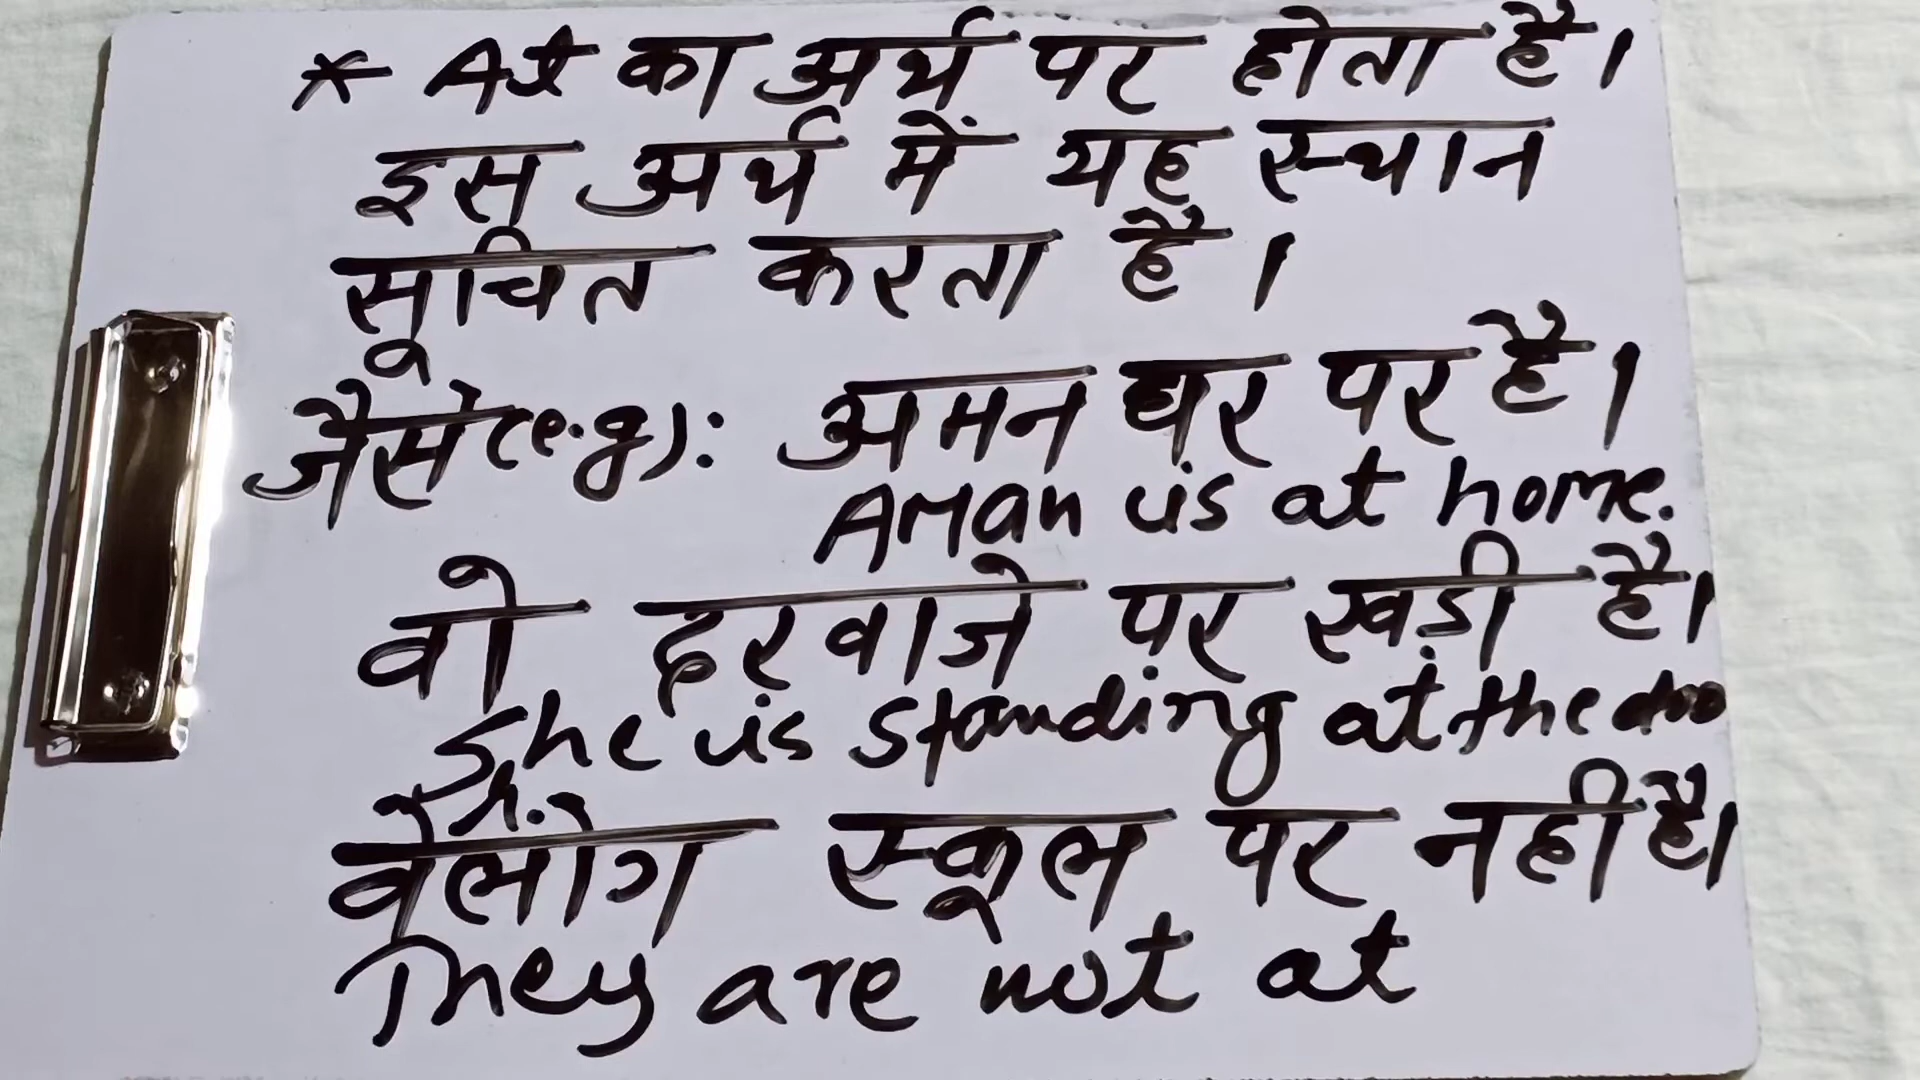 * At का अर्थ पर होता है।
इस अर्थ में यह स्थान
सूचित करता है।
जैसे (e.g): अमन घर पर है।
Aman is at home.
वो दरवाजे पर खड़ी है।
She is standing at the doo
r.
वे लोग स्कूल पर नहीं है।
They are not at